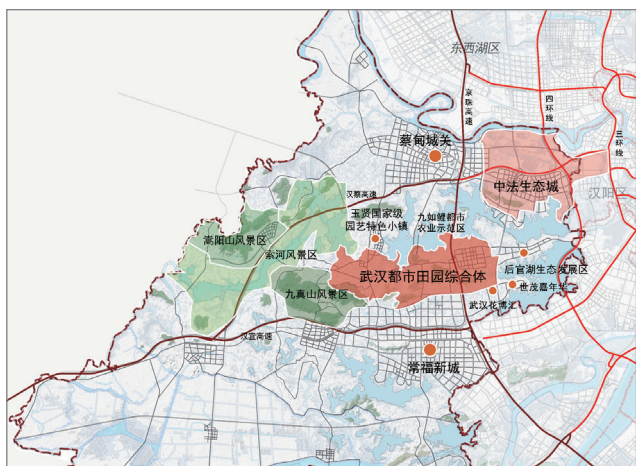 东西湖区
京珠高速
四环线
三环线
蔡甸城关
中法生态城
汉阳区
汉蔡高速
玉贤国家级
园艺特色小镇
九如鲤都市
农业示范区
嵩阳山风景区
索河风景区
武汉都市田园综合体
后官湖生态发展区
九真山风景区
世茂嘉年华
武汉花博汇
汉宜高速
常福新城